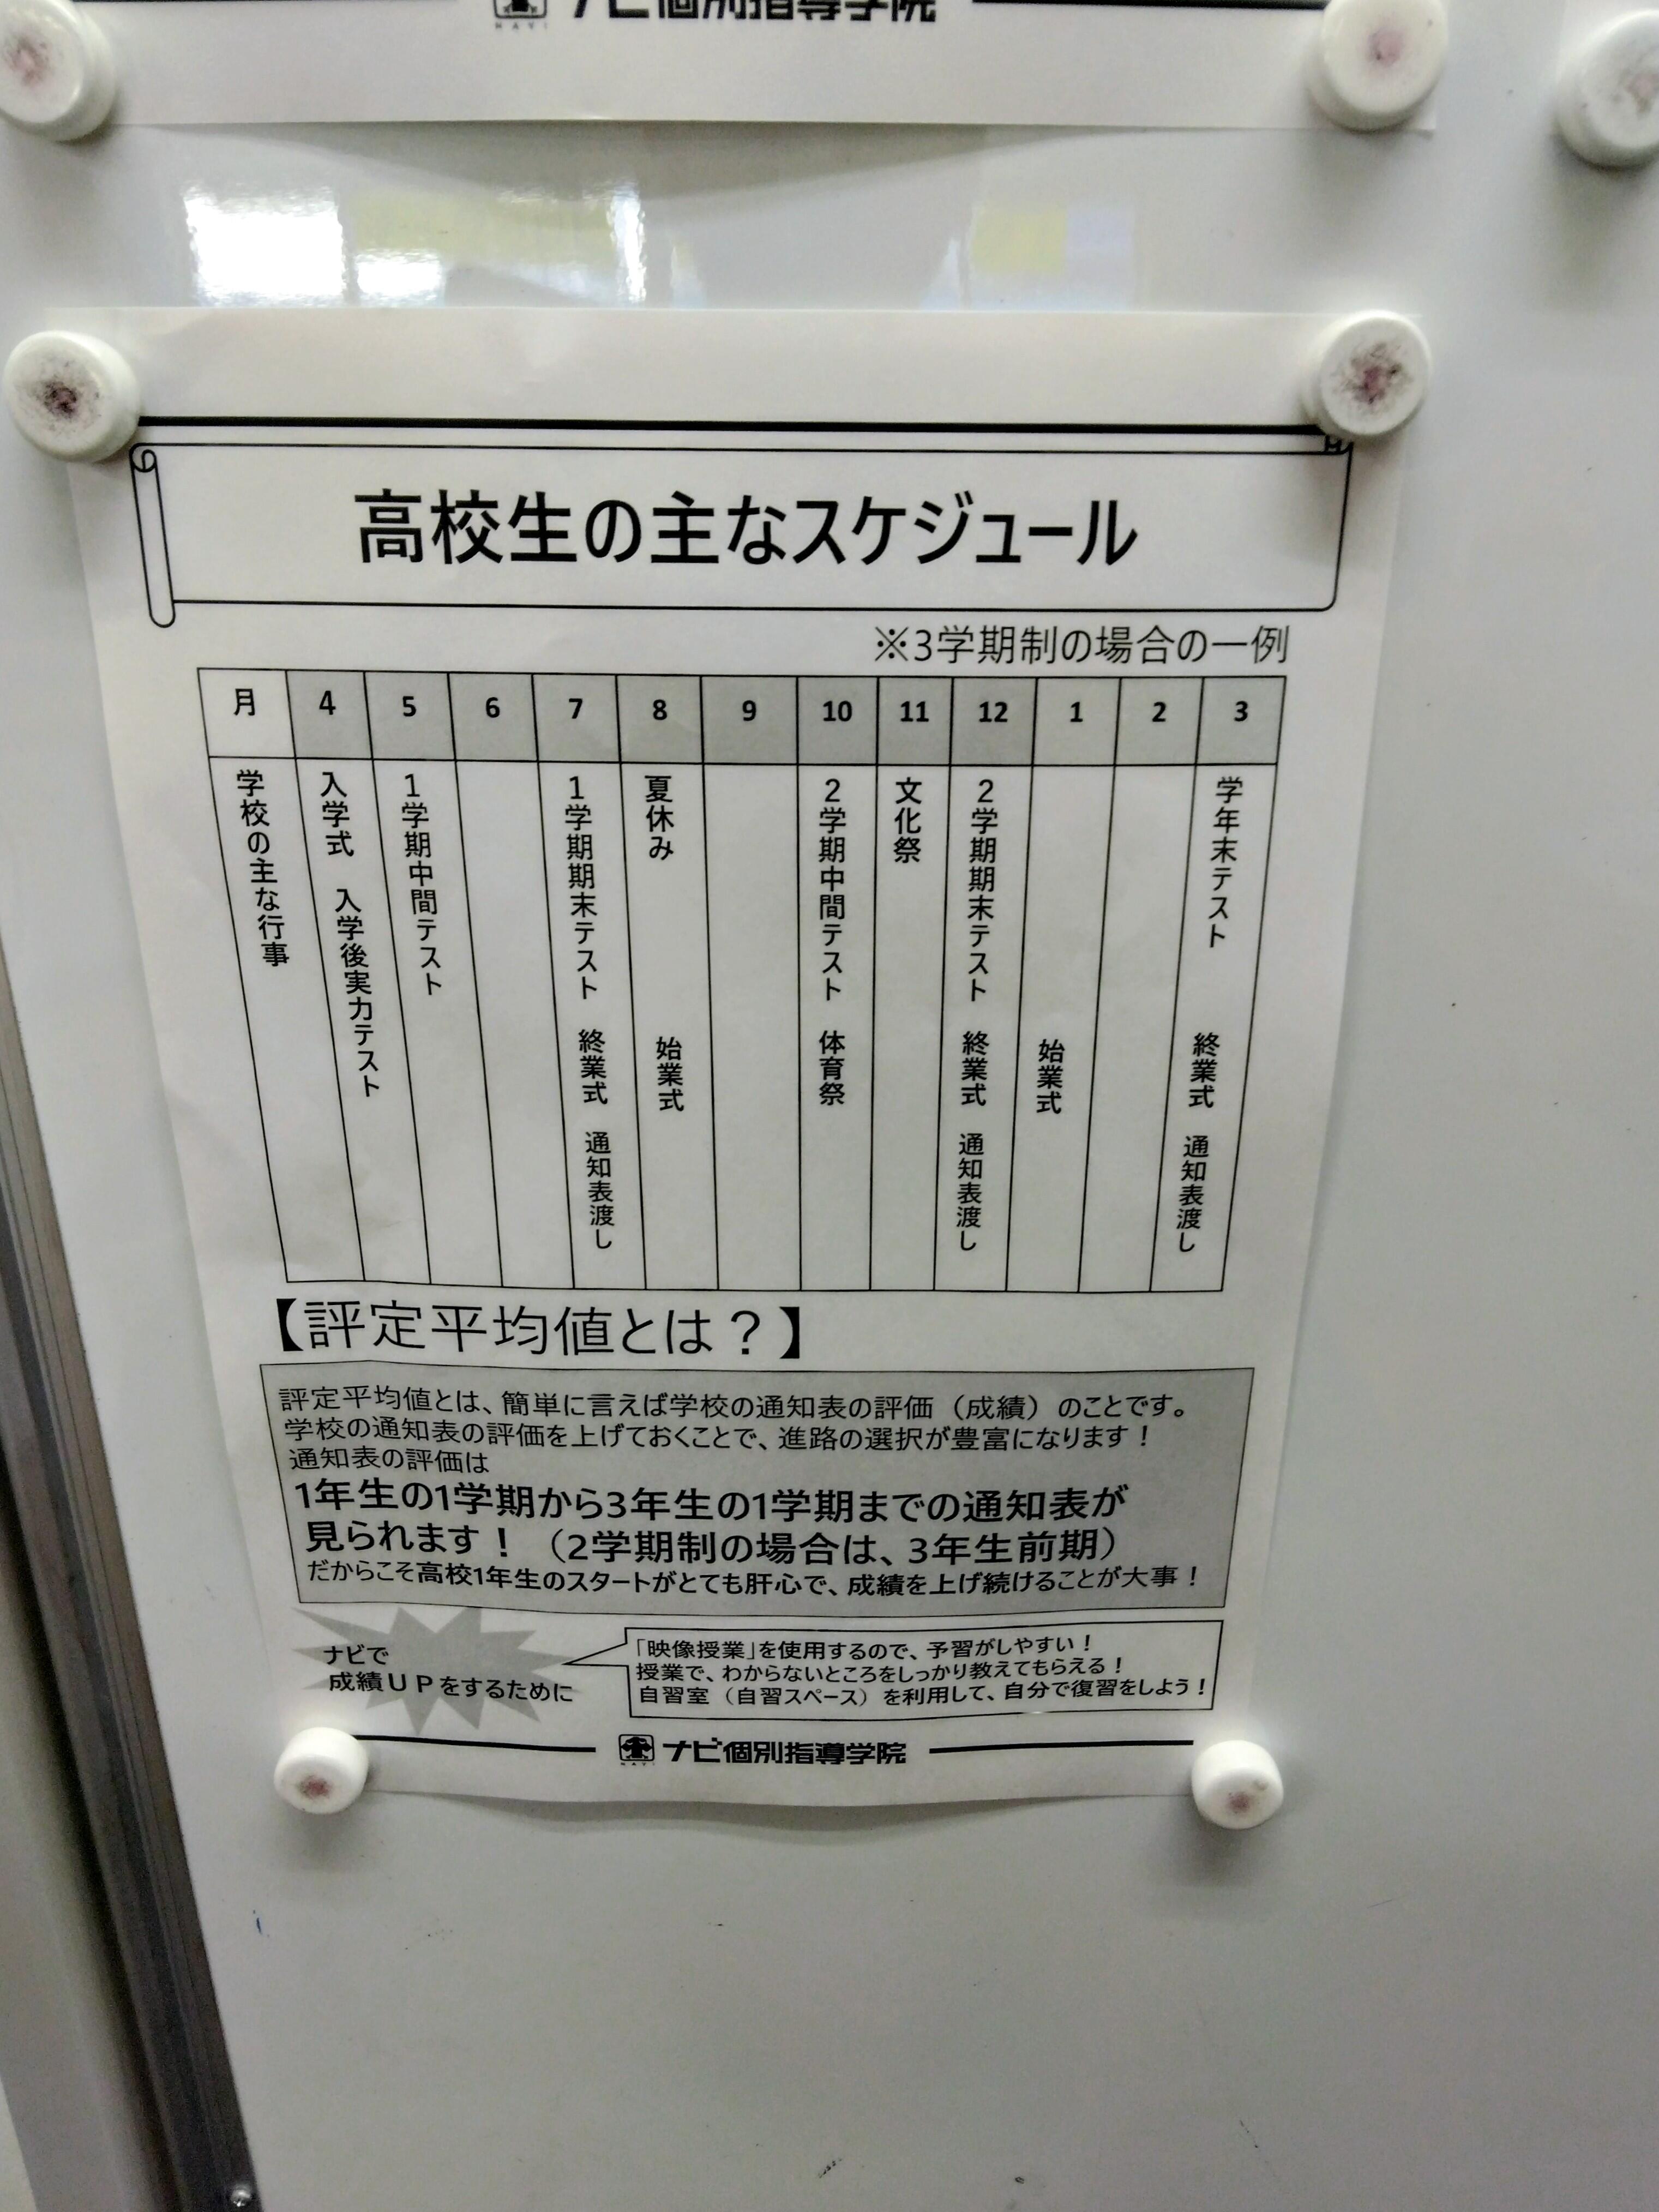 ナビ個別指導学院
高校生の主なスケジュール
※3学期制の場合の一例
月 4 5 6 7 8 9 10 11 12 1 2 3
学校の主な行事
入学式 入学後実力テスト
1学期中間テスト
1学期期末テスト 終業式 通知表渡し
夏休み 始業式
2学期中間テスト 体育祭
文化祭
2学期期末テスト 終業式 通知表渡し
始業式
学年末テスト 終業式 通知表渡し
【評定平均値とは？】
評定平均値とは、簡単に言えば学校の通知表の評価（成績）のことです。
学校の通知表の評価を上げておくことで、進路の選択が豊富になります！
通知表の評価は
1年生の1学期から3年生の1学期までの通知表が
見られます！（2学期制の場合は、3年生前期）
だからこそ高校1年生のスタートがとても肝心で、成績を上げ続けることが大事！
ナビで
成績ＵＰをするために
「映像授業」を使用するので、予習がしやすい！
授業で、わからないところをしっかり教えてもらえる！
自習室（自習スペース）を利用して、自分で復習をしよう！
ナビ個別指導学院